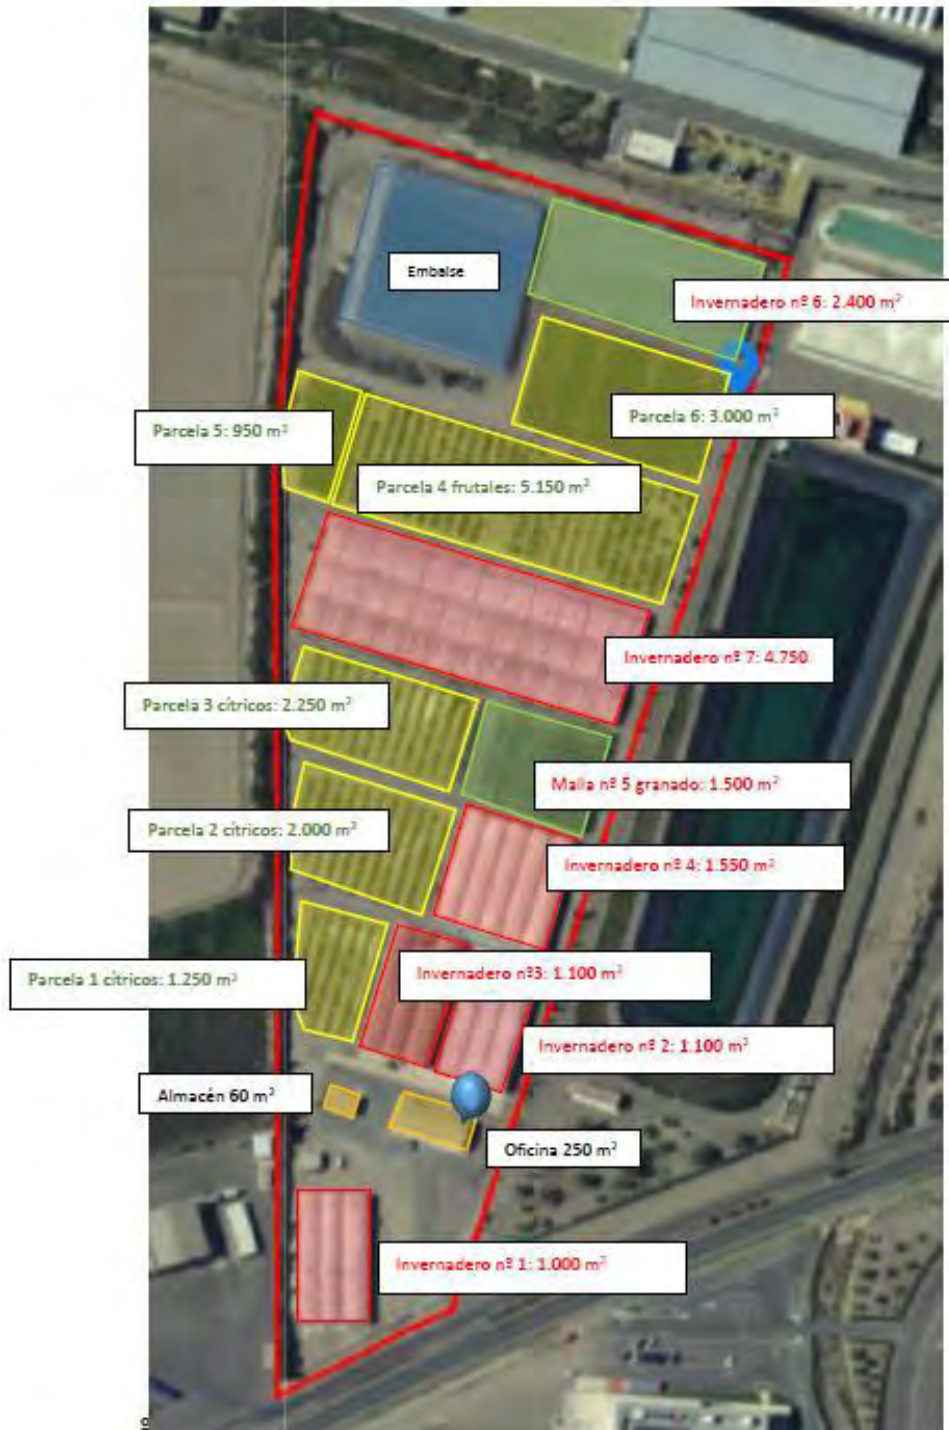 Embalse
Invernadero nº 6: 2.400 m²
Parcela 5: 950 m²
Parcela 6: 3.000 m²
Parcela 4 frutales: 5.150 m²
Invernadero nº 7: 4.750
Parcela 3 cítricos: 2.250 m²
Malla nº 5 granado: 1.500 m²
Parcela 2 cítricos: 2.000 m²
Invernadero nº 4: 1.550 m²
Invernadero nº3: 1.100 m²
Parcela 1 cítricos: 1.250 m²
Invernadero nº 2: 1.100 m²
Almacén 60 m²
Oficina 250 m²
Invernadero nº 1: 1.000 m²